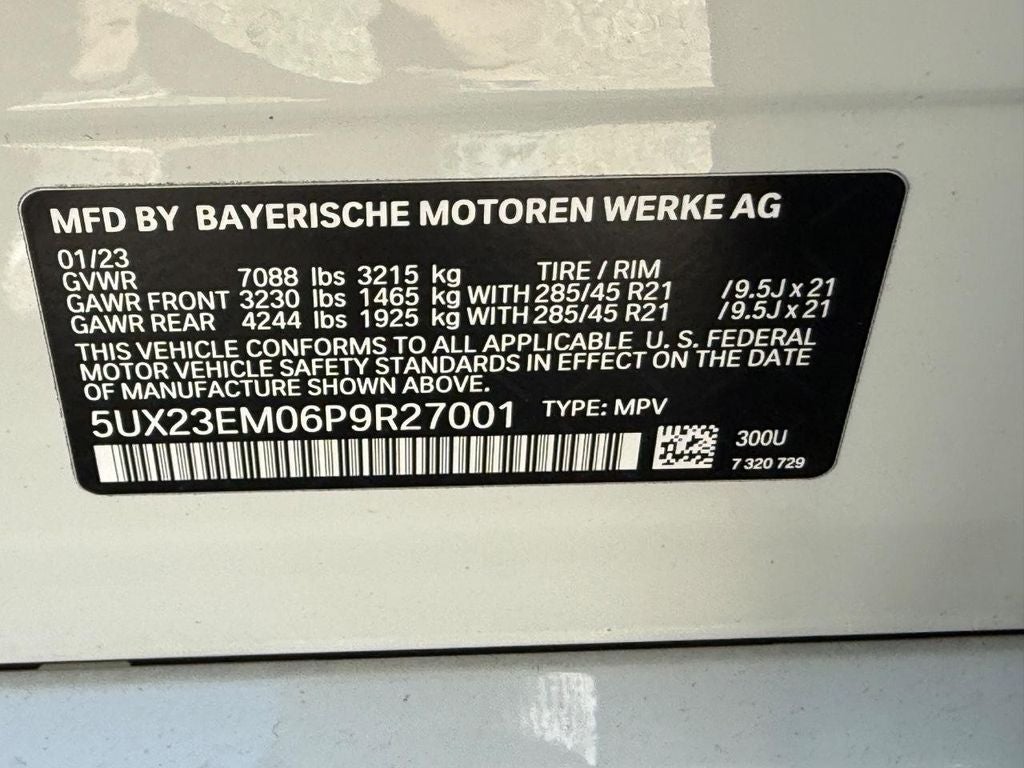 MFD BY BAYERISCHE MOTOREN WERKE AG
01/23
GVWR 7088 lbs 3215 kg TIRE / RIM
GAWR FRONT 3230 lbs 1465 kg WITH 285/45 R21 /9.5J x 21
GAWR REAR 4244 lbs 1925 kg WITH 285/45 R21 /9.5J x 21
THIS VEHICLE CONFORMS TO ALL APPLICABLE U. S. FEDERAL
MOTOR VEHICLE SAFETY STANDARDS IN EFFECT ON THE DATE
OF MANUFACTURE SHOWN ABOVE.
5UX23EM06P9R27001 TYPE: MPV
300U
7 320 729